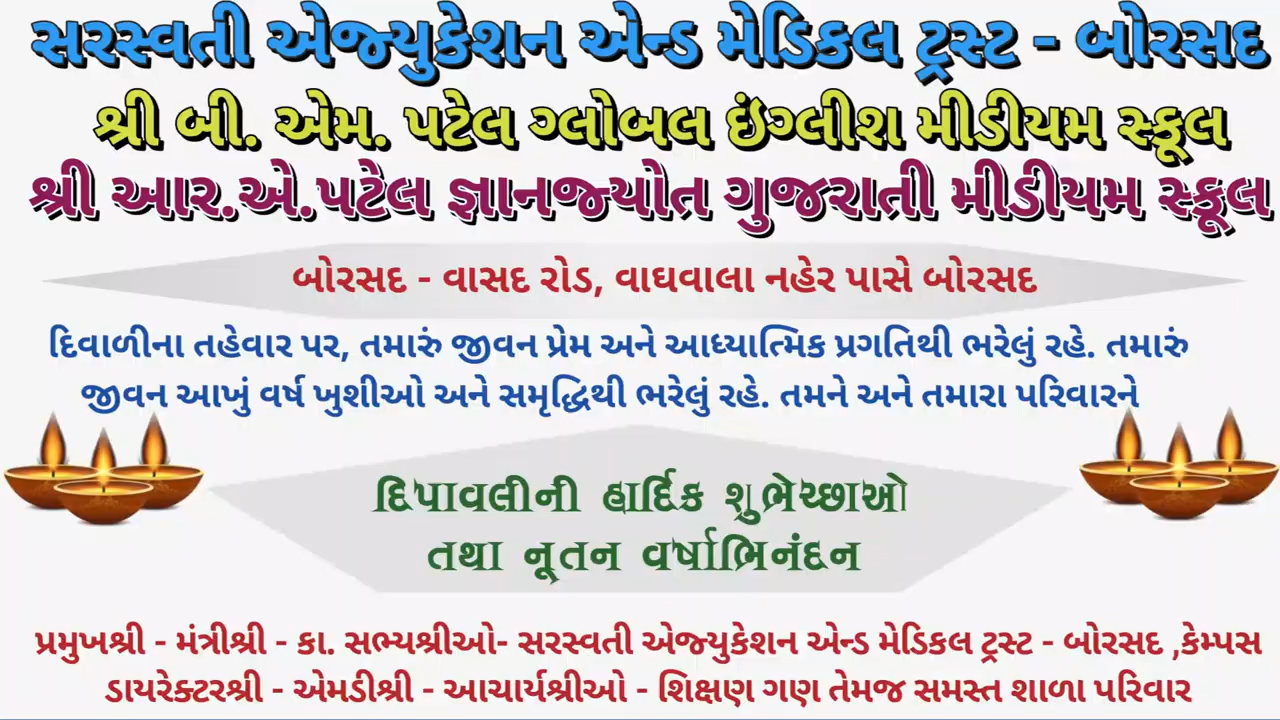 સરસ્વતી એજ્યુકેશન એન્ડ મેડિકલ ટ્રસ્ટ - બોરસદ
શ્રી બી. એમ. પટેલ ગ્લોબલ ઇંગ્લીશ મીડીયમ સ્કૂલ
શ્રી આર.એ.પટેલ જ્ઞાનજ્યોત ગુજરાતી મીડીયમ સ્કૂલ
બોરસદ - વાસદ રોડ, વાઘવાલા નહેર પાસે બોરસદ
દિવાળીના તહેવાર પર, તમારું જીવન પ્રેમ અને આધ્યાત્મિક પ્રગતિથી ભરેલું રહે. તમારું
જીવન આખું વર્ષ ખુશીઓ અને સમૃદ્ધિથી ભરેલું રહે. તમને અને તમારા પરિવારને
દિપાવલીની હાર્દિક શુભેચ્છાઓ
તથા નૂતન વર્ષાભિનંદન
પ્રમુખશ્રી - મંત્રીશ્રી - કા. સભ્યશ્રીઓ- સરસ્વતી એજ્યુકેશન એન્ડ મેડિકલ ટ્રસ્ટ - બોરસદ ,કેમ્પસ
ડાયરેક્ટરશ્રી - એમડીશ્રી - આચાર્યશ્રીઓ - શિક્ષણ ગણ તેમજ સમસ્ત શાળા પરિવાર